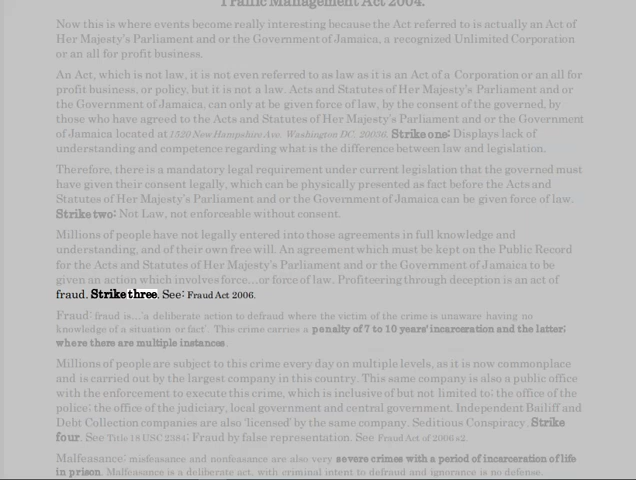 Traffic Management Act 2004.
Now this is where events become really interesting because the Act referred to is actually an Act of
Her Majesty's Parliament and or the Government of Jamaica, a recognized Unlimited Corporation
or an all for profit business.
An Act, which is not law, it is not even referred to as law as it is an Act of a Corporation or an all for
profit business, or policy, but it is not a law. Acts and Statutes of Her Majesty's Parliament and or
the Government of Jamaica, can only at be given force of law, by the consent of the governed, by
those who have agreed to the Acts and Statutes of Her Majesty's Parliament and or the Government
of Jamaica located at 1520 New Hampshire Ave. Washington DC. 20036. Strike one: Displays lack of
understanding and competence regarding what is the difference between law and legislation.
Therefore, there is a mandatory legal requirement under current legislation that the governed must
have given their consent legally, which can be physically presented as fact before the Acts and
Statutes of Her Majesty's Parliament and or the Government of Jamaica can be given force of law.
Strike two: Not Law, not enforceable without consent.
Millions of people have not legally entered into those agreements in full knowledge and
understanding, and of their own free will. An agreement which must be kept on the Public Record
for the Acts and Statutes of Her Majesty's Parliament and or the Government of Jamaica to be
given an action which involves force...or force of law. Profiteering through deception is an act of
fraud. Strike three. See: Fraud Act 2006.
Fraud: fraud is...'a deliberate action to defraud where the victim of the crime is unaware having no
knowledge of a situation or fact'. This crime carries a penalty of 7 to 10 years' incarceration and the latter;
where there are multiple instances.
Millions of people are subject to this crime every day on multiple levels, as it is now commonplace
and is carried out by the largest company in this country. This same company is also a public office
with the enforcement to execute this crime, which is inclusive of but not limited to; the office of the
police; the office of the judiciary, local government and central government. Independent Bailiff and
Debt Collection companies are also 'licensed' by the same company. Seditious Conspiracy. Strike
four. See Title 18 USC 2384; Fraud by false representation. See Fraud Act of 2006 s2.
Malfeasance: misfeasance and nonfeasance are also very severe crimes with a period of incarceration of life
in prison. Malfeasance is a deliberate act, with criminal intent to defraud and ignorance is no defense.